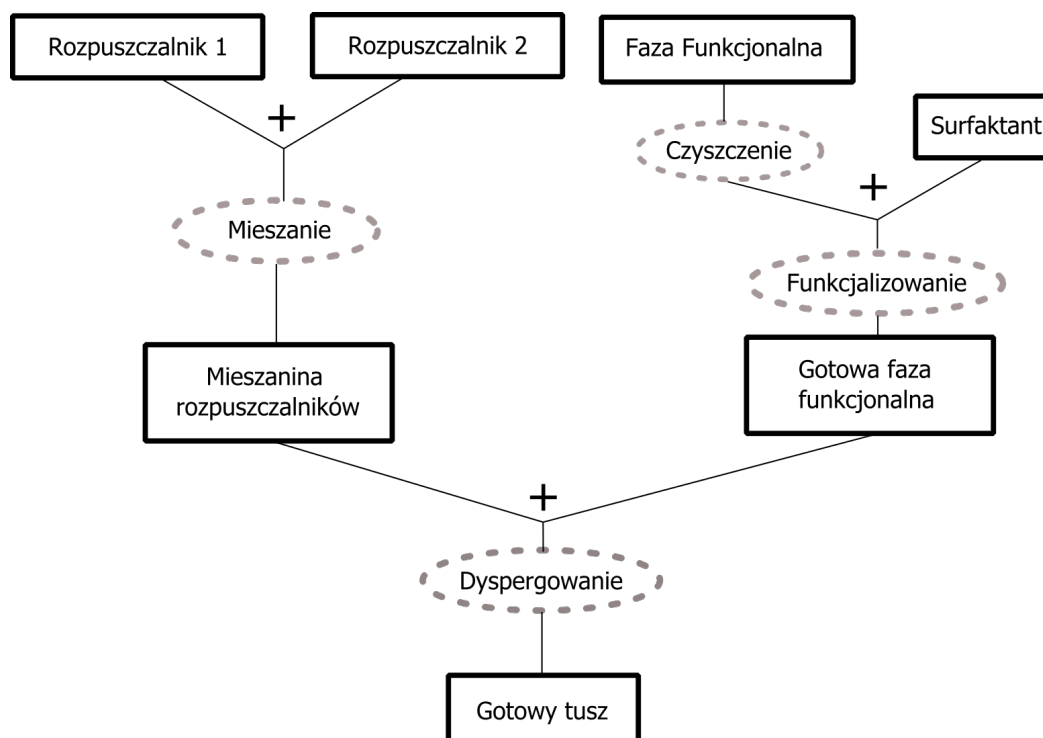 Rozpuszczalnik 1
Rozpuszczalnik 2
Faza Funkcjonalna
Surfaktant
+
Czyszczenie
+
Mieszanie
Funkcjalizowanie
Mieszanina
rozpuszczalników
Gotowa faza
funkcjonalna
+
Dyspergowanie
Gotowy tusz